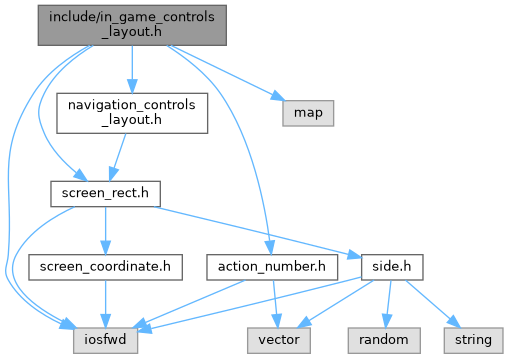 include/in_game_controls
_layout.h
navigation_controls
_layout.h
map
screen_rect.h
screen_coordinate.h
action_number.h
side.h
iosfwd
vector
random
string